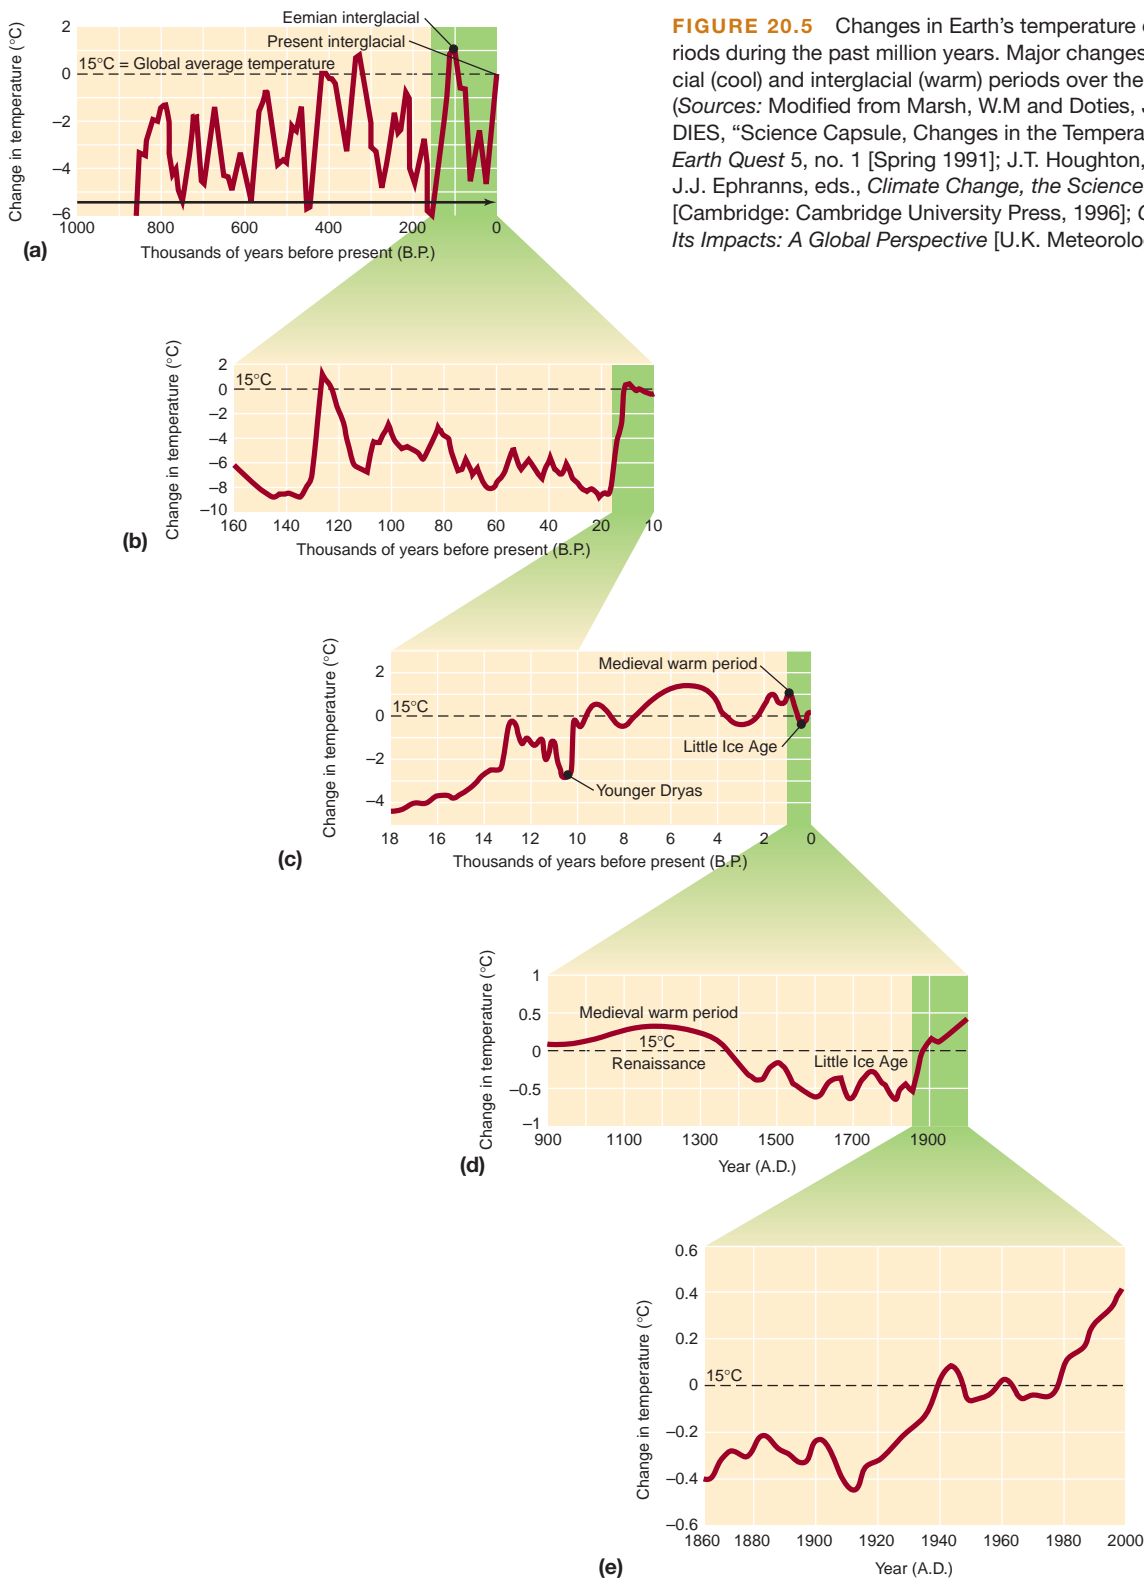 FIGURE 20.5 Changes in Earth's temperature
riods during the past million years. Major changes
cial (cool) and interglacial (warm) periods over the
(Sources: Modified from Marsh, W.M and Doties,
DIES, “Science Capsule, Changes in the
Earth Quest 5, no. 1 [Spring 1991]; J.T. Houghton,
J.J. Ephranns, eds., Climate Change, the Science
[Cambridge: Cambridge University Press, 1996];
Its Impacts: A Global Perspective [U.K.
Change in temperature (°C)
2
0
−2
−4
−6
Eemian interglacial
Present interglacial
15°C = Global average temperature
1000 800 600 400 200 0
Thousands of years before present (B.P.)
(a)
Change in temperature (°C)
2
0
−2
−4
−6
−8
−10
15°C
160 140 120 100 80 60 40 20 10
Thousands of years before present (B.P.)
(b)
Change in temperature (°C)
2
0
−2
−4
15°C
Medieval warm period
Little Ice Age
Younger Dryas
18 16 14 12 10 8 6 4 2 0
Thousands of years before present (B.P.)
(c)
Change in temperature (°C)
1
0.5
0
−0.5
−1
Medieval warm period
15°C
Renaissance
Little Ice Age
900 1100 1300 1500 1700 1900
Year (A.D.)
(d)
Change in temperature (°C)
0.6
0.4
0.2
0
−0.2
−0.4
−0.6
15°C
1860 1880 1900 1920 1940 1960 1980 2000
Year (A.D.)
(e)